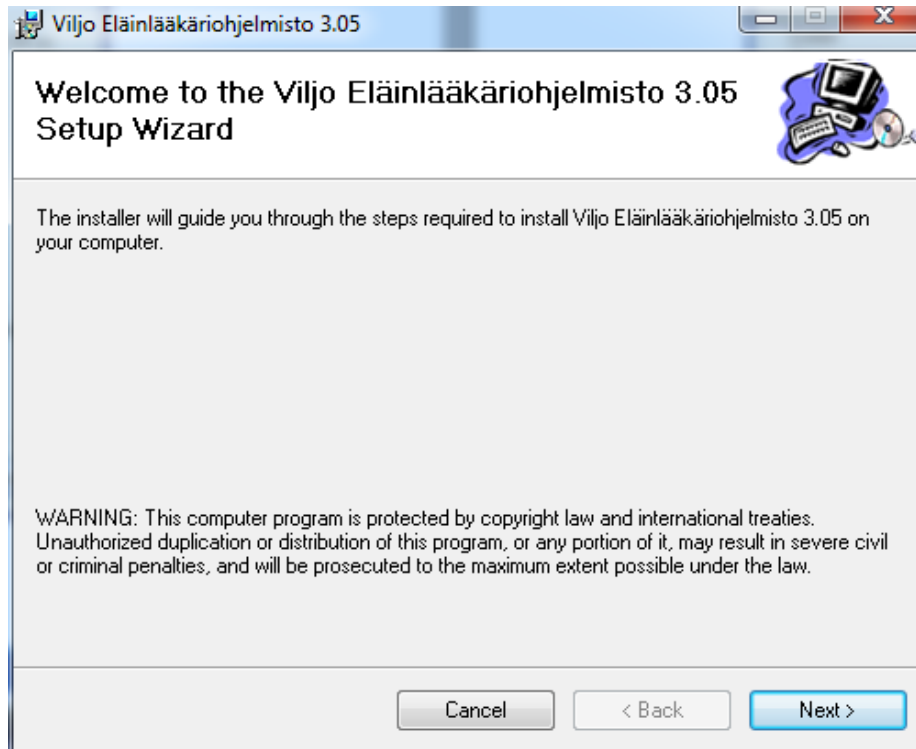 Viljo Eläinlääkäriohjelmisto 3.05
Welcome to the Viljo Eläinlääkäriohjelmisto 3.05
Setup Wizard
The installer will guide you through the steps required to install Viljo Eläinlääkäriohjelmisto 3.05 on
your computer.
WARNING: This computer program is protected by copyright law and international treaties.
Unauthorized duplication or distribution of this program, or any portion of it, may result in severe civil
or criminal penalties, and will be prosecuted to the maximum extent possible under the law.
Cancel < Back Next >